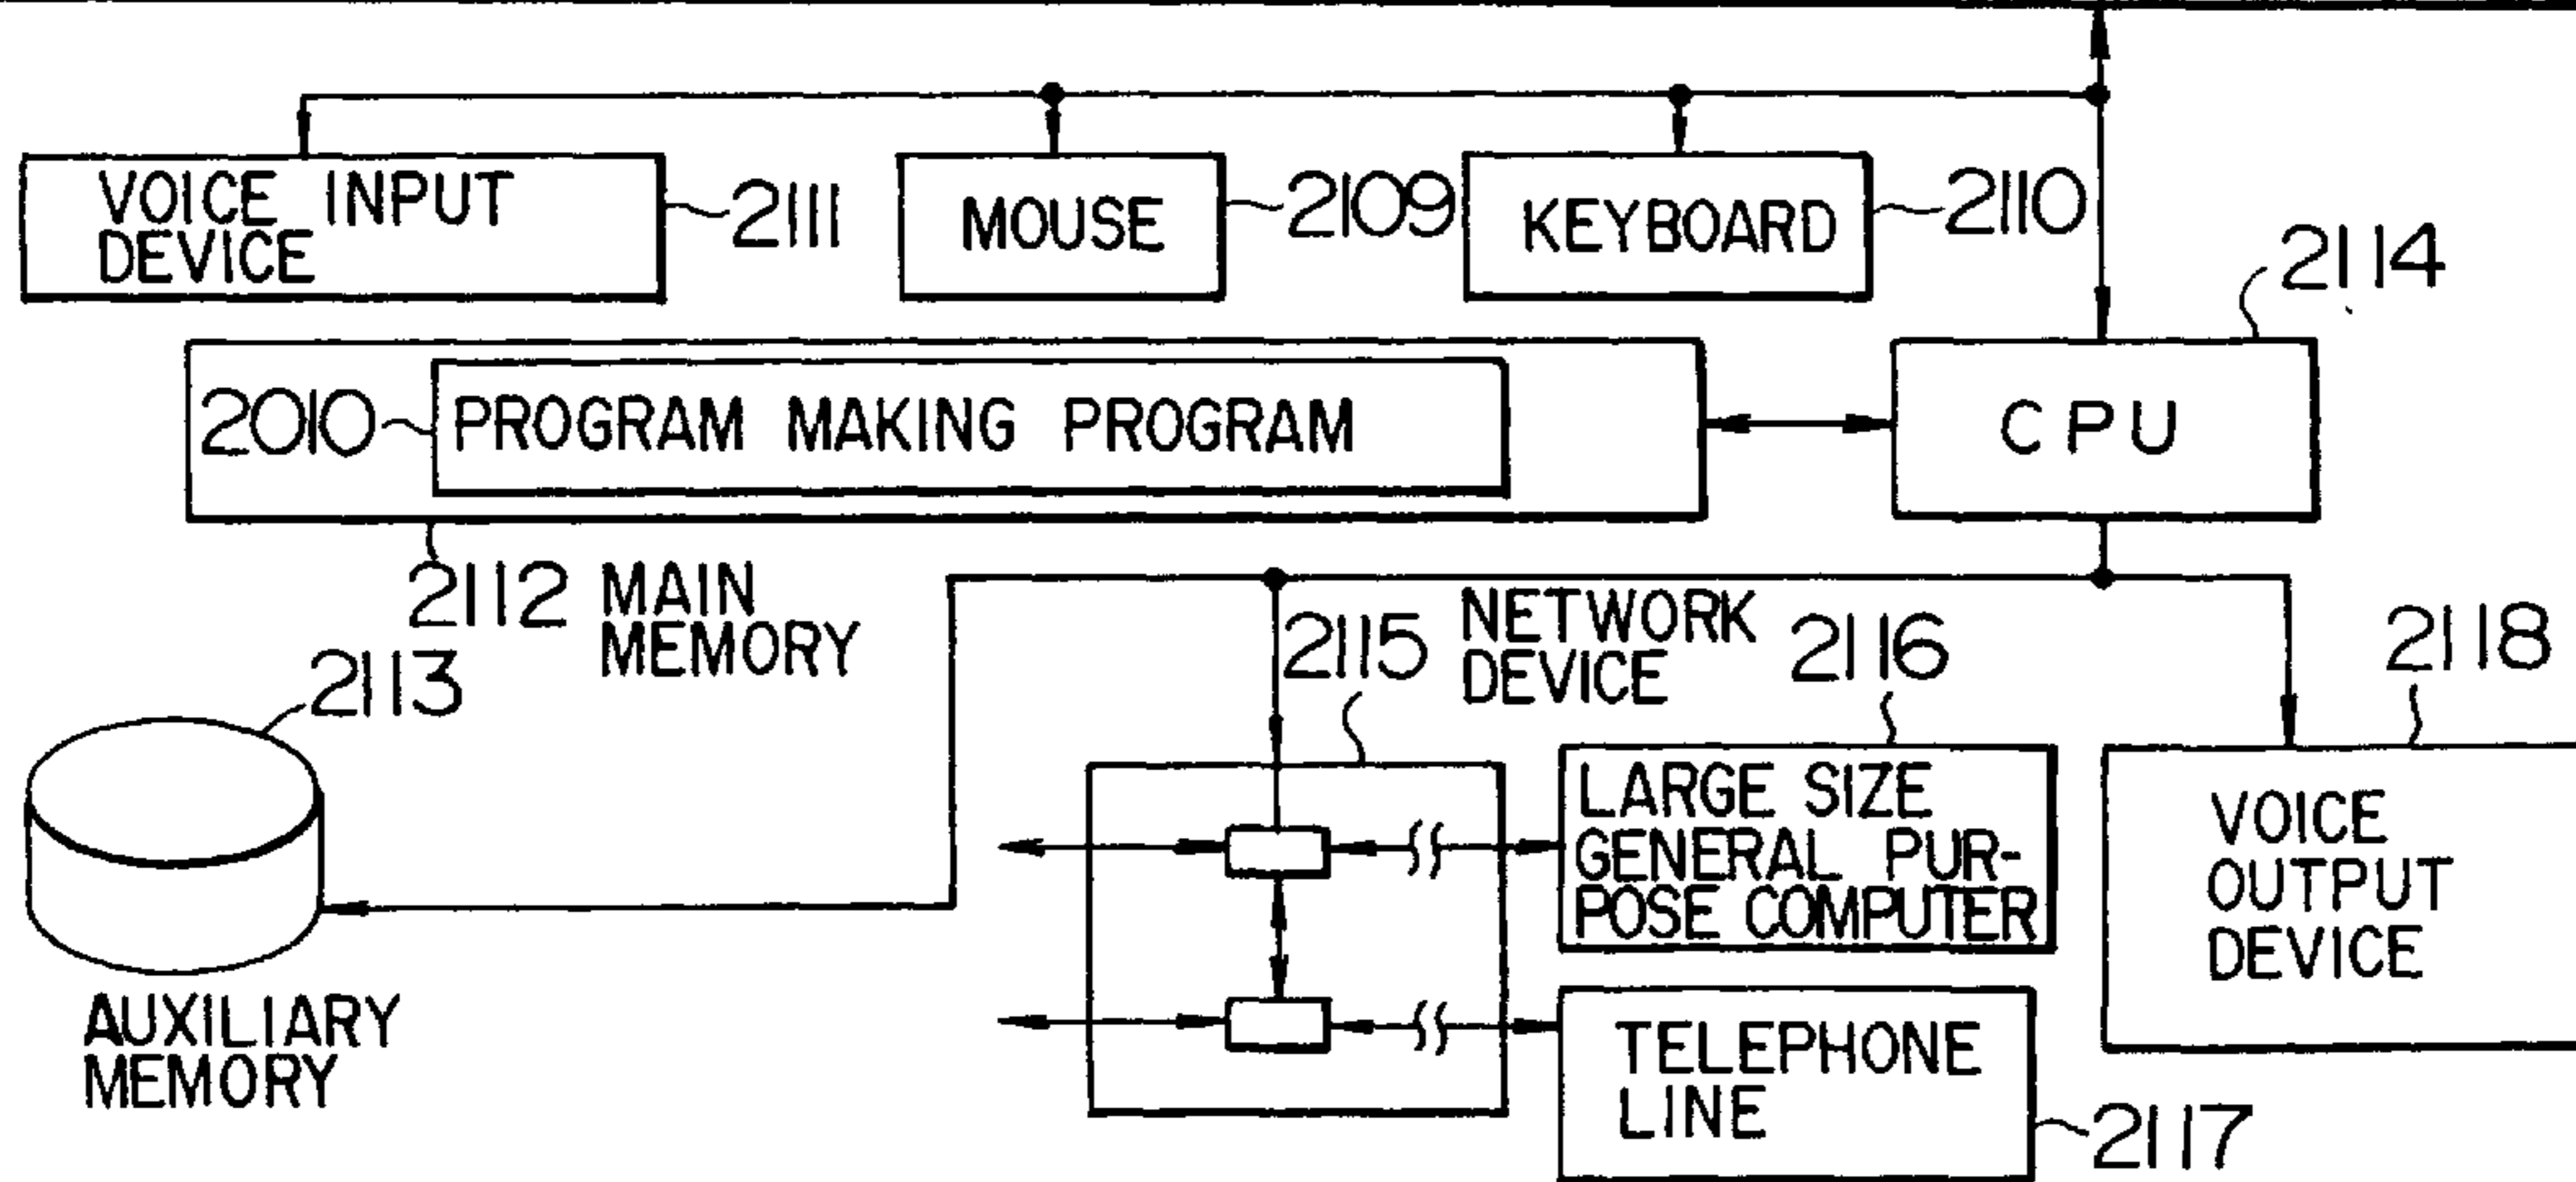 VOICE INPUT
DEVICE
2111
MOUSE
2109
KEYBOARD
2110
2114
2010
PROGRAM MAKING PROGRAM
CPU
2112
MAIN
MEMORY
2113
AUXILIARY
MEMORY
2115
NETWORK
DEVICE
2116
LARGE SIZE
GENERAL PUR-
POSE COMPUTER
2118
VOICE
OUTPUT
DEVICE
TELEPHONE
LINE
2117